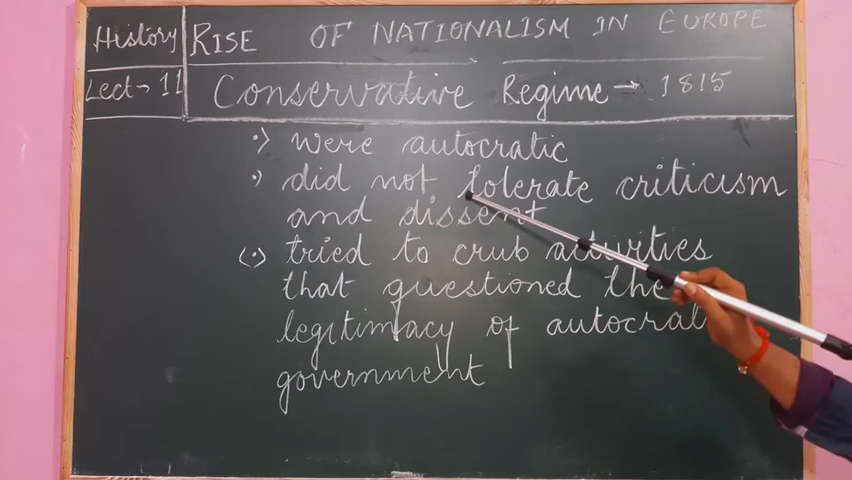 History
Lect → 11
RISE OF NATIONALISM IN EUROPE
Conservative Regime → 1815
were autocratic
did not tolerate criticism
and dissent
tried to crub activities
that questioned the
legitimacy of
government